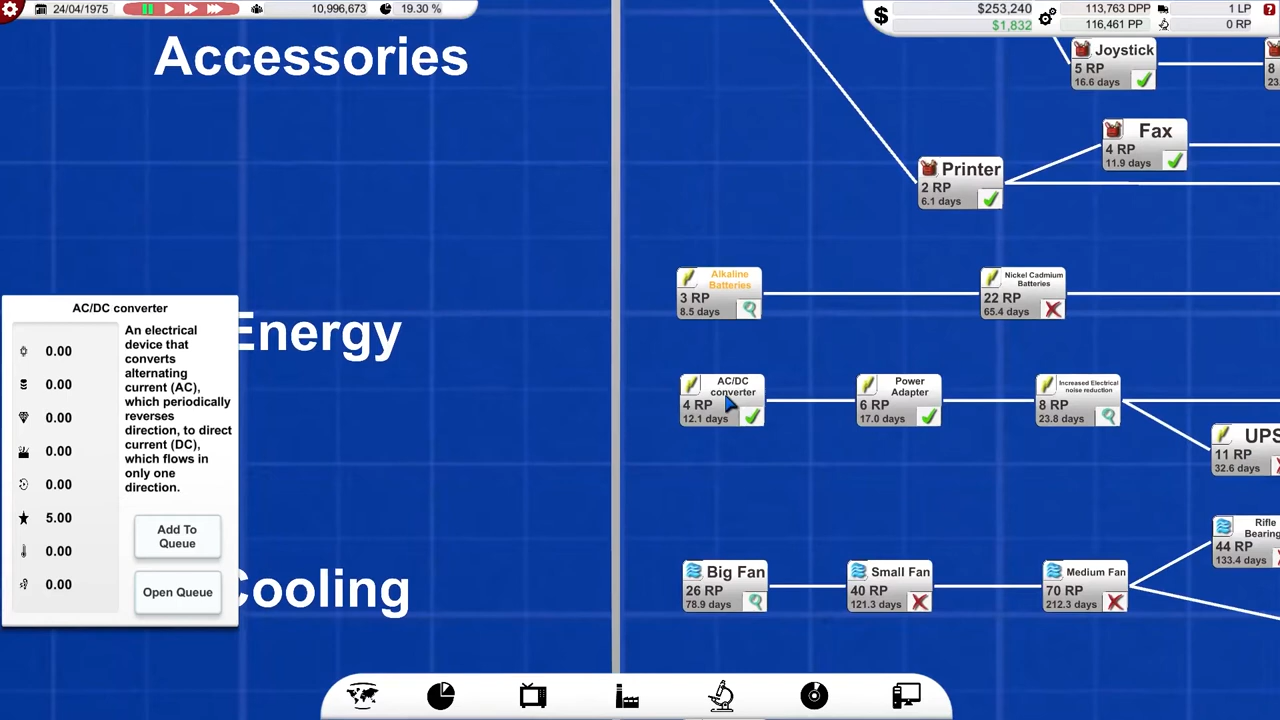 24/04/1975
10,996,673
19.30 %
$
$253,240
$1,832
113,763 DPP
116,461 PP
1 LP
0 RP
?
Accessories
Joystick
5 RP
16.6 days
8
23.
Fax
4 RP
11.9 days
Printer
2 RP
6.1 days
Energy
Alkaline
Batteries
3 RP
8.5 days
Nickel Cadmium
Batteries
22 RP
65.4 days
AC/DC
converter
4 RP
12.1 days
Power
Adapter
6 RP
17.0 days
Increased Electrical
noise reduction
8 RP
23.8 days
UPS
11 RP
32.6 days
Cooling
Big Fan
26 RP
78.9 days
Small Fan
40 RP
121.3 days
Medium Fan
70 RP
212.3 days
Rifle
Bearing
44 RP
133.4 days
AC/DC converter
0.00
0.00
0.00
0.00
0.00
5.00
0.00
0.00
An electrical
device that
converts
alternating
current (AC),
which periodically
reverses
direction, to direct
current (DC),
which flows in
only one
direction.
Add To
Queue
Open Queue